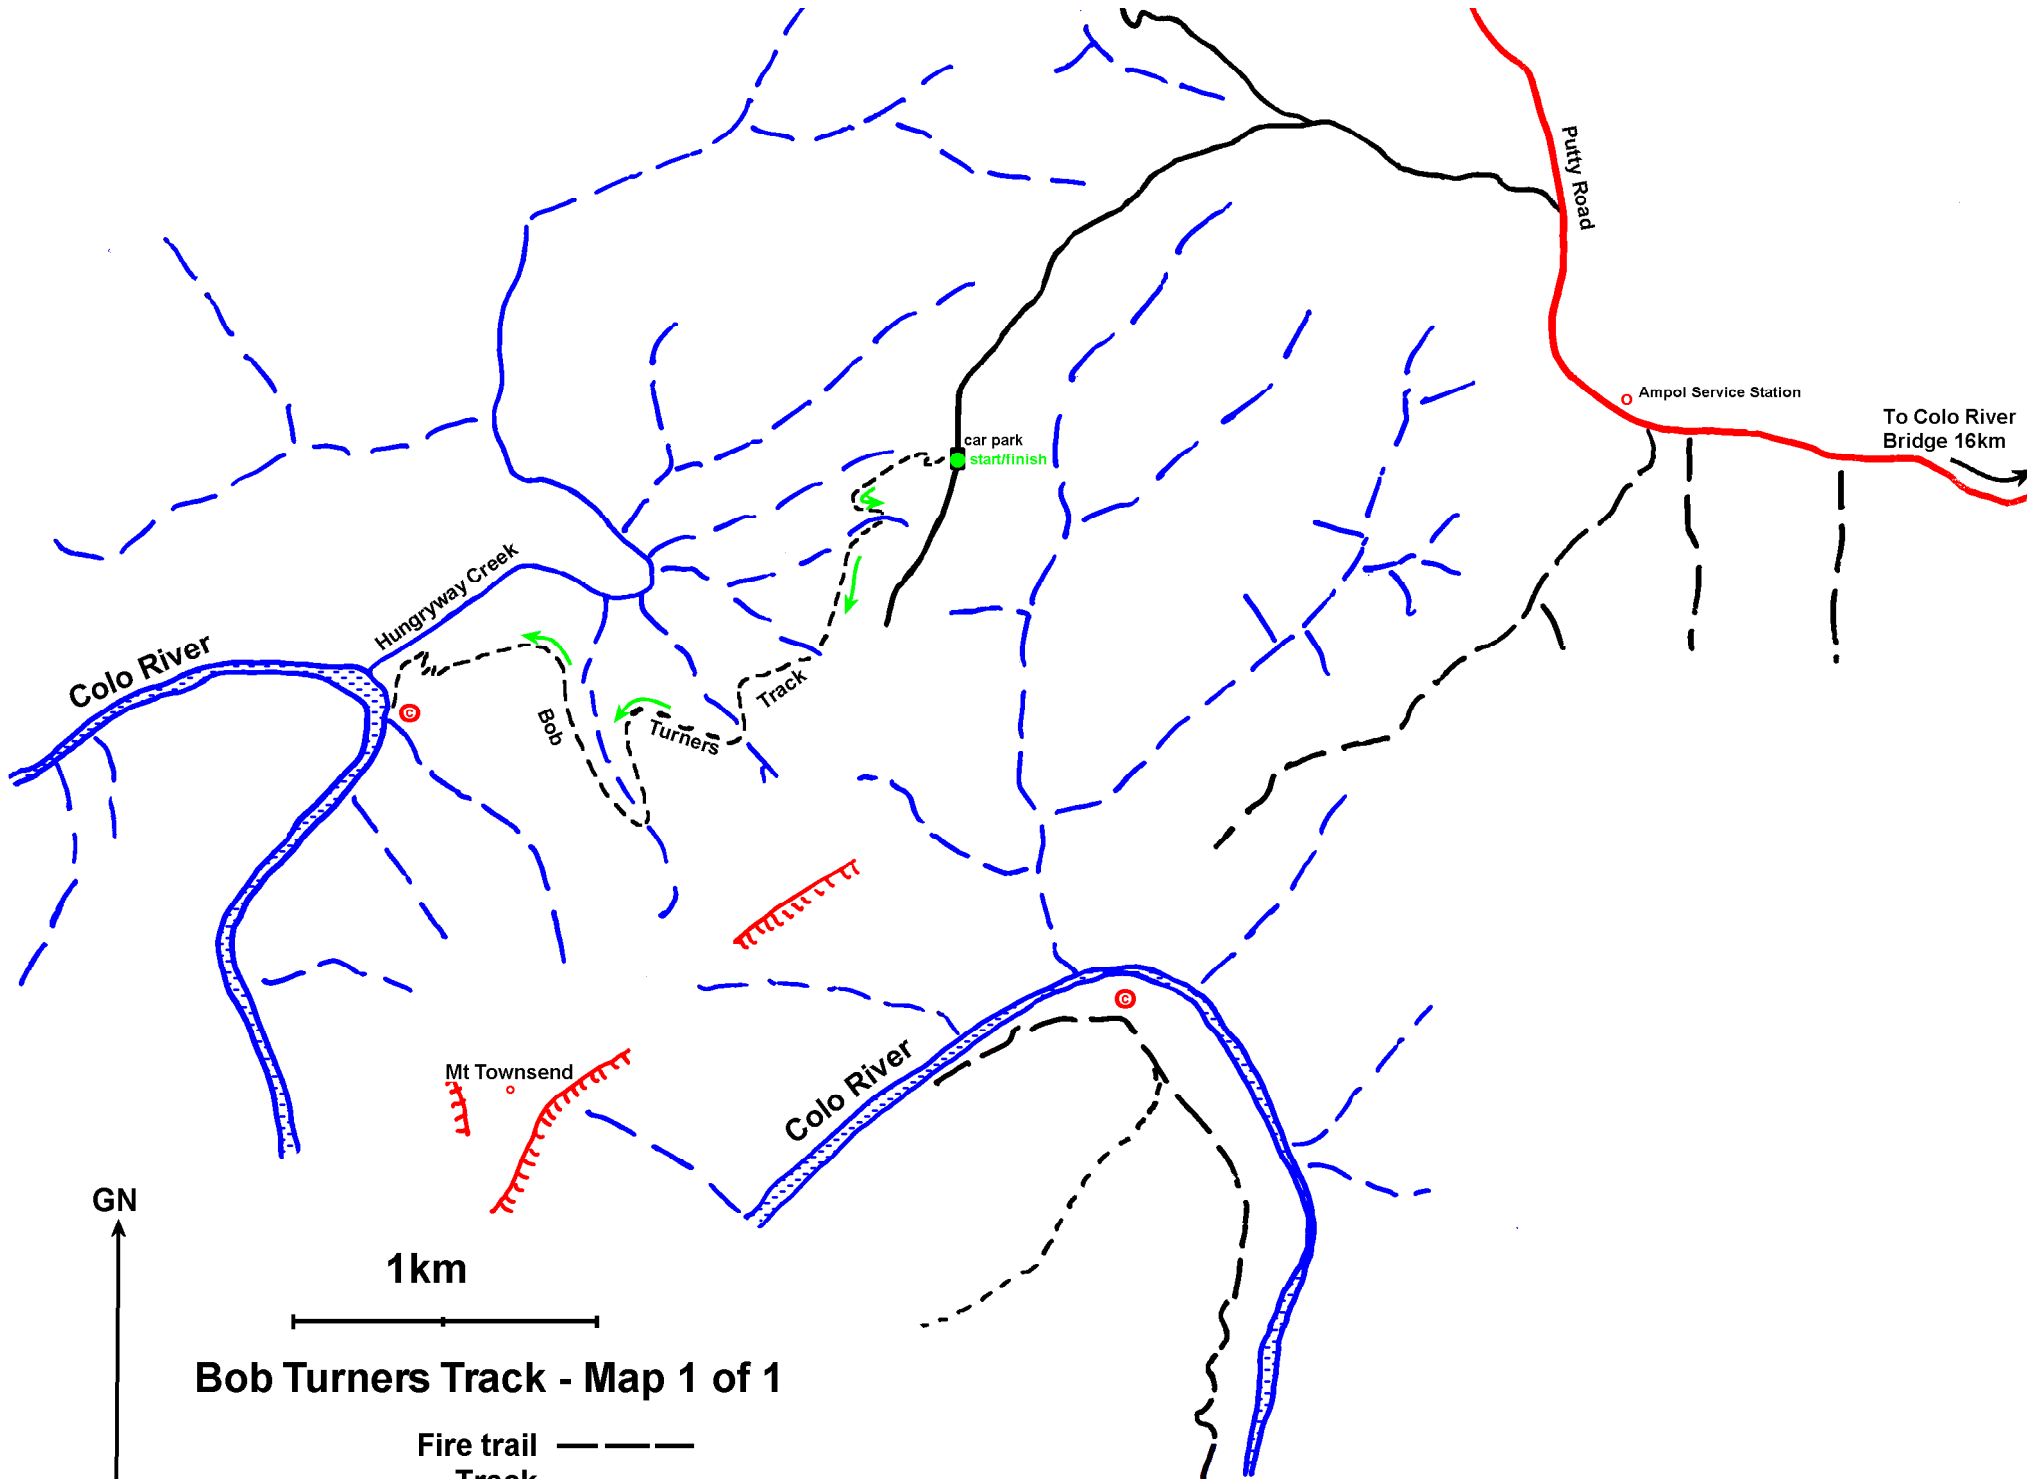 Putty Road
Ampol Service Station
To Colo River
Bridge 16km
car park
start/finish
Hungryway Creek
Colo River
Track
Turners
Bob
C
C
Colo River
Mt Townsend
GN
1km
Bob Turners Track - Map 1 of 1
Fire trail
Track